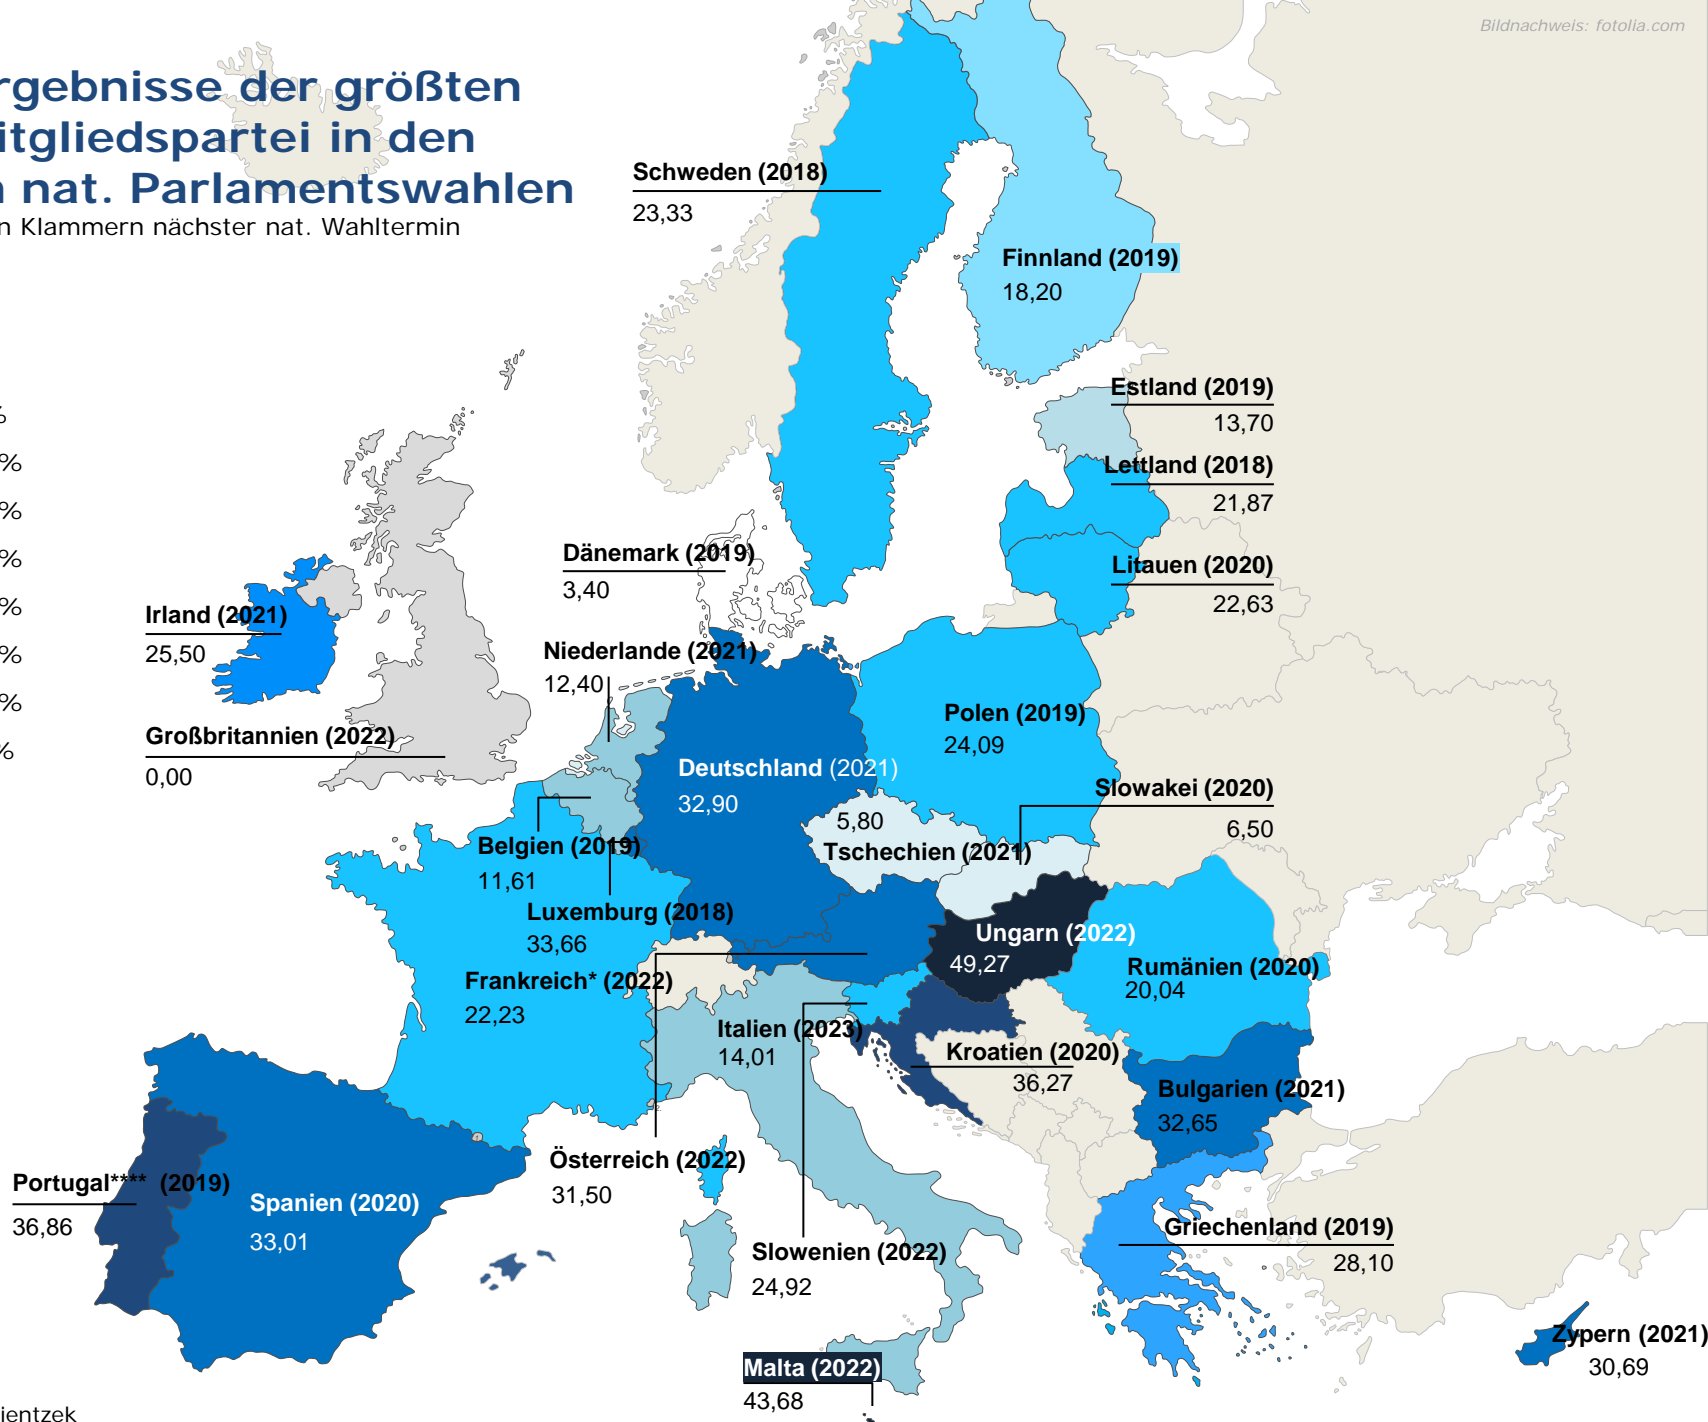 Bildnachweis: fotolia.com
rgebnisse der größten
itgliedspartei in den
nat. Parlamentswahlen
n Klammern nächster nat. Wahltermin
%
%
%
%
%
%
%
%
Schweden (2018)
23,33
Finnland (2019)
18,20
Estland (2019)
13,70
Lettland (2018)
21,87
Dänemark (2019)
3,40
Litauen (2020)
22,63
Irland (2021)
25,50
Niederlande (2021)
12,40
Großbritannien (2022)
0,00
Polen (2019)
24,09
Deutschland (2021)
32,90
Slowakei (2020)
6,50
5,80
Tschechien (2021)
Belgien (2019)
11,61
Luxemburg (2018)
33,66
Ungarn (2022)
49,27
Rumänien (2020)
20,04
Frankreich* (2022)
22,23
Italien (2023)
14,01
Kroatien (2020)
36,27
Bulgarien (2021)
32,65
Österreich (2022)
31,50
Portugal**** (2019)
36,86
Spanien (2020)
33,01
Griechenland (2019)
28,10
Slowenien (2022)
24,92
Zypern (2021)
30,69
Malta (2022)
43,68
ientzek